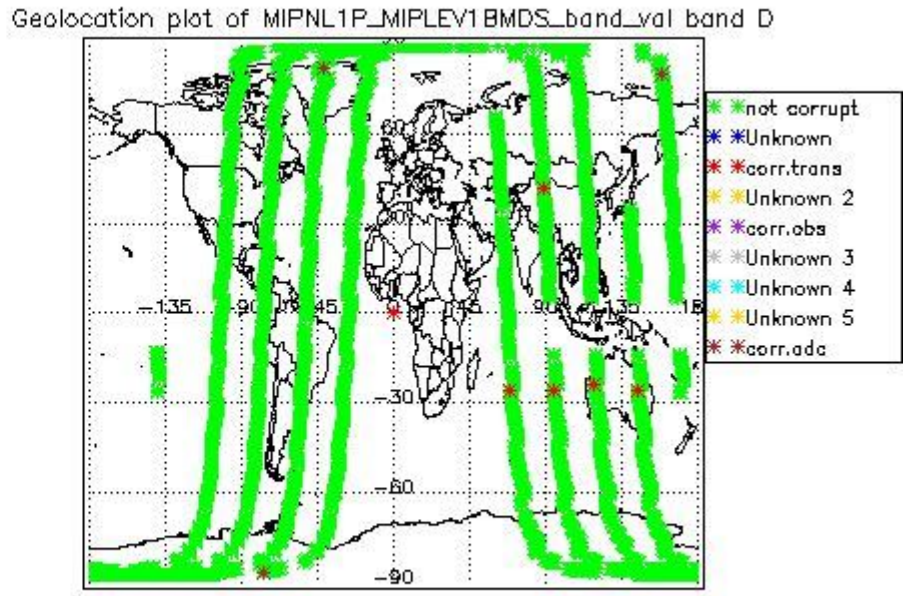 Geolocation plot of MIPNL1P_MIPLEV1BMDS_band_val band D
not corrupt
Unknown
corr.trans
Unknown 2
corr.obs
Unknown 3
Unknown 4
Unknown 5
corr.adc
-135
-90
45
90
135
18
-30
-60
-90